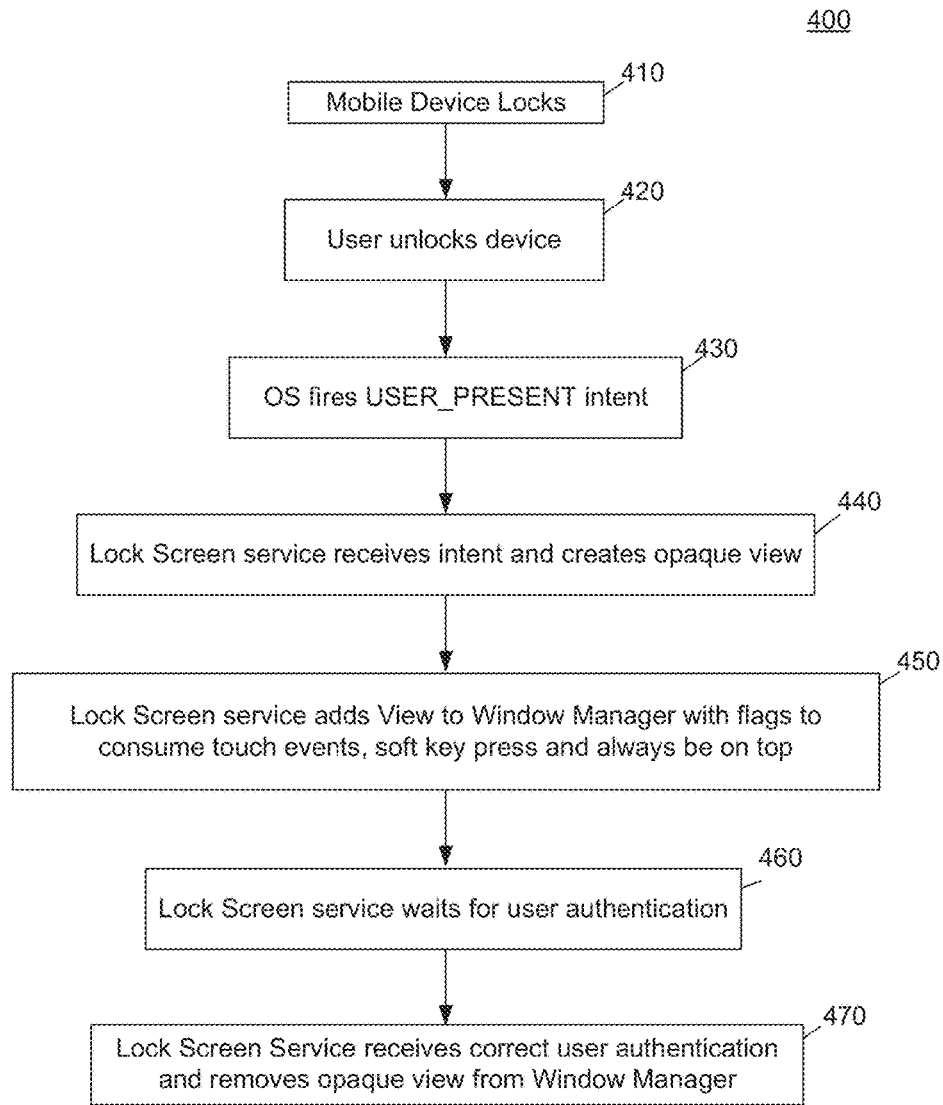 400
410
Mobile Device Locks
420
User unlocks device
430
OS fires USER_PRESENT intent
440
Lock Screen service receives intent and creates opaque view
450
Lock Screen service adds View to Window Manager with flags to
consume touch events, soft key press and always be on top
460
Lock Screen service waits for user authentication
470
Lock Screen Service receives correct user authentication
and removes opaque view from Window Manager